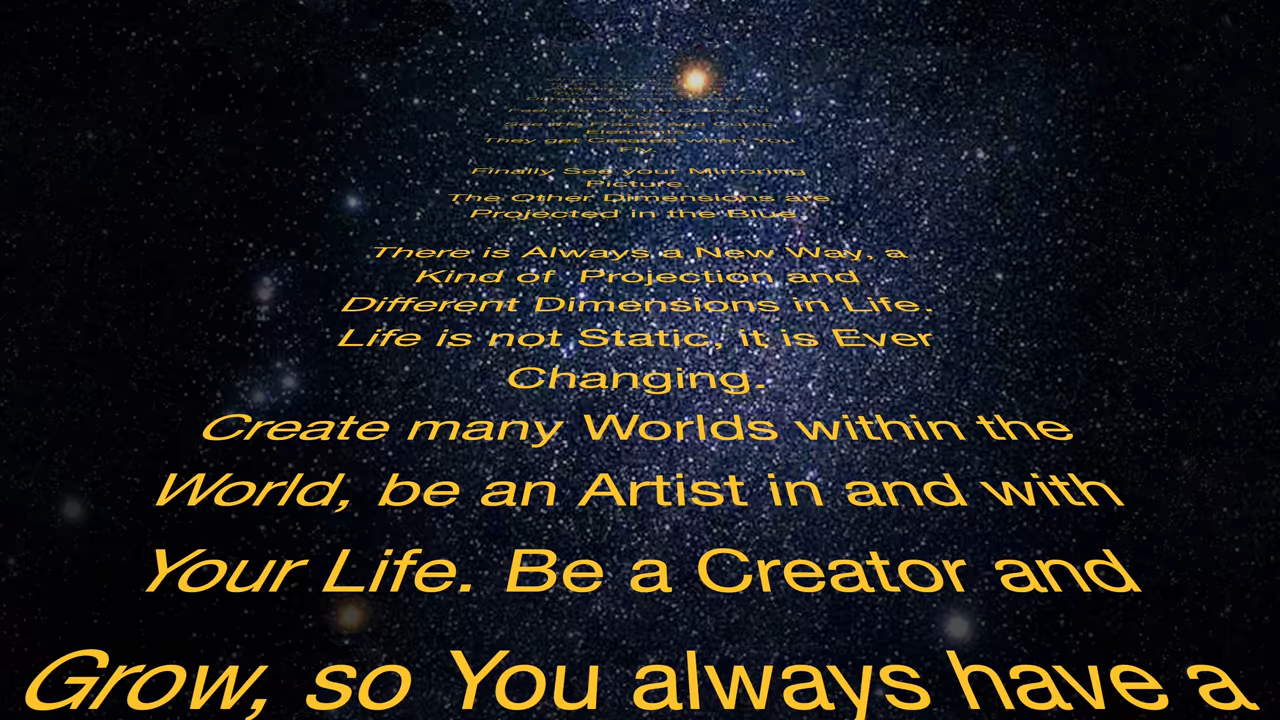 Feel one with the
See the Fractal and Cubic
Elements
They get Created when You
Fly.
Finally See your Mirroring
Picture.
The Other Dimensions are
Projected in the Blue
There is Always a New Way, a
Kind of Projection and
Different Dimensions in Life.
Life is not Static, it is Ever
Changing.
Create many Worlds within the
World, be an Artist in and with
Your Life. Be a Creator and
Grow, so You always have a